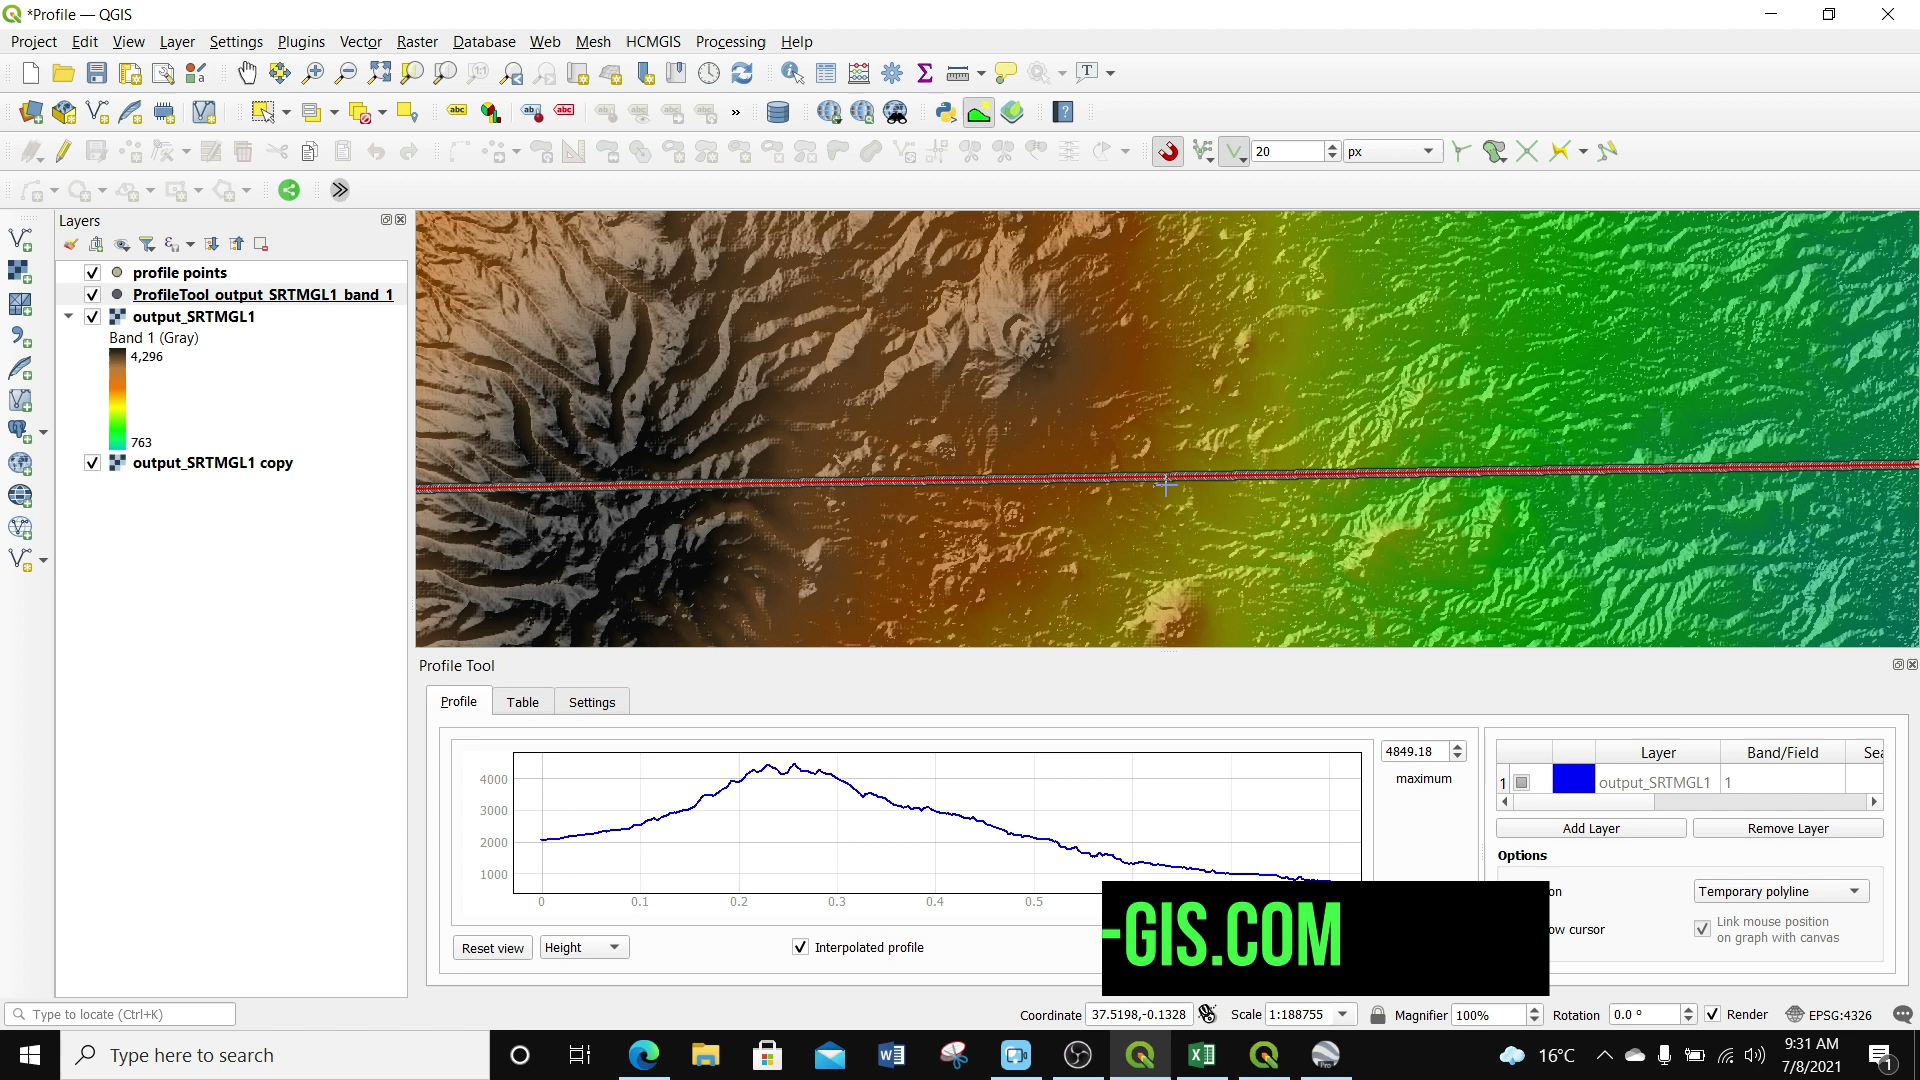 *Profile — QGIS
Project Edit View Layer Settings Plugins Vector Raster Database Web Mesh HCMGIS Processing Help
20 px
Layers
profile points
ProfileTool output SRTMGL1 band 1
output_SRTMGL1
Band 1 (Gray)
4,296
763
output_SRTMGL1 copy
Profile Tool
Profile Table Settings
4000
3000
2000
1000
0 0.1 0.2 0.3 0.4 0.5
4849.18
maximum
Layer Band/Field Sea
1 output_SRTMGL1 1
Add Layer Remove Layer
Options
on Temporary polyline
ow cursor
Link mouse position
on graph with canvas
Reset view Height Interpolated profile
-GIS.COM
Type to locate (Ctrl+K) Coordinate 37.5198,-0.1328 Scale 1:188755 Magnifier 100% Rotation 0.0 ° Render EPSG:4326
Type here to search
16°C
9:31 AM
7/8/2021
1